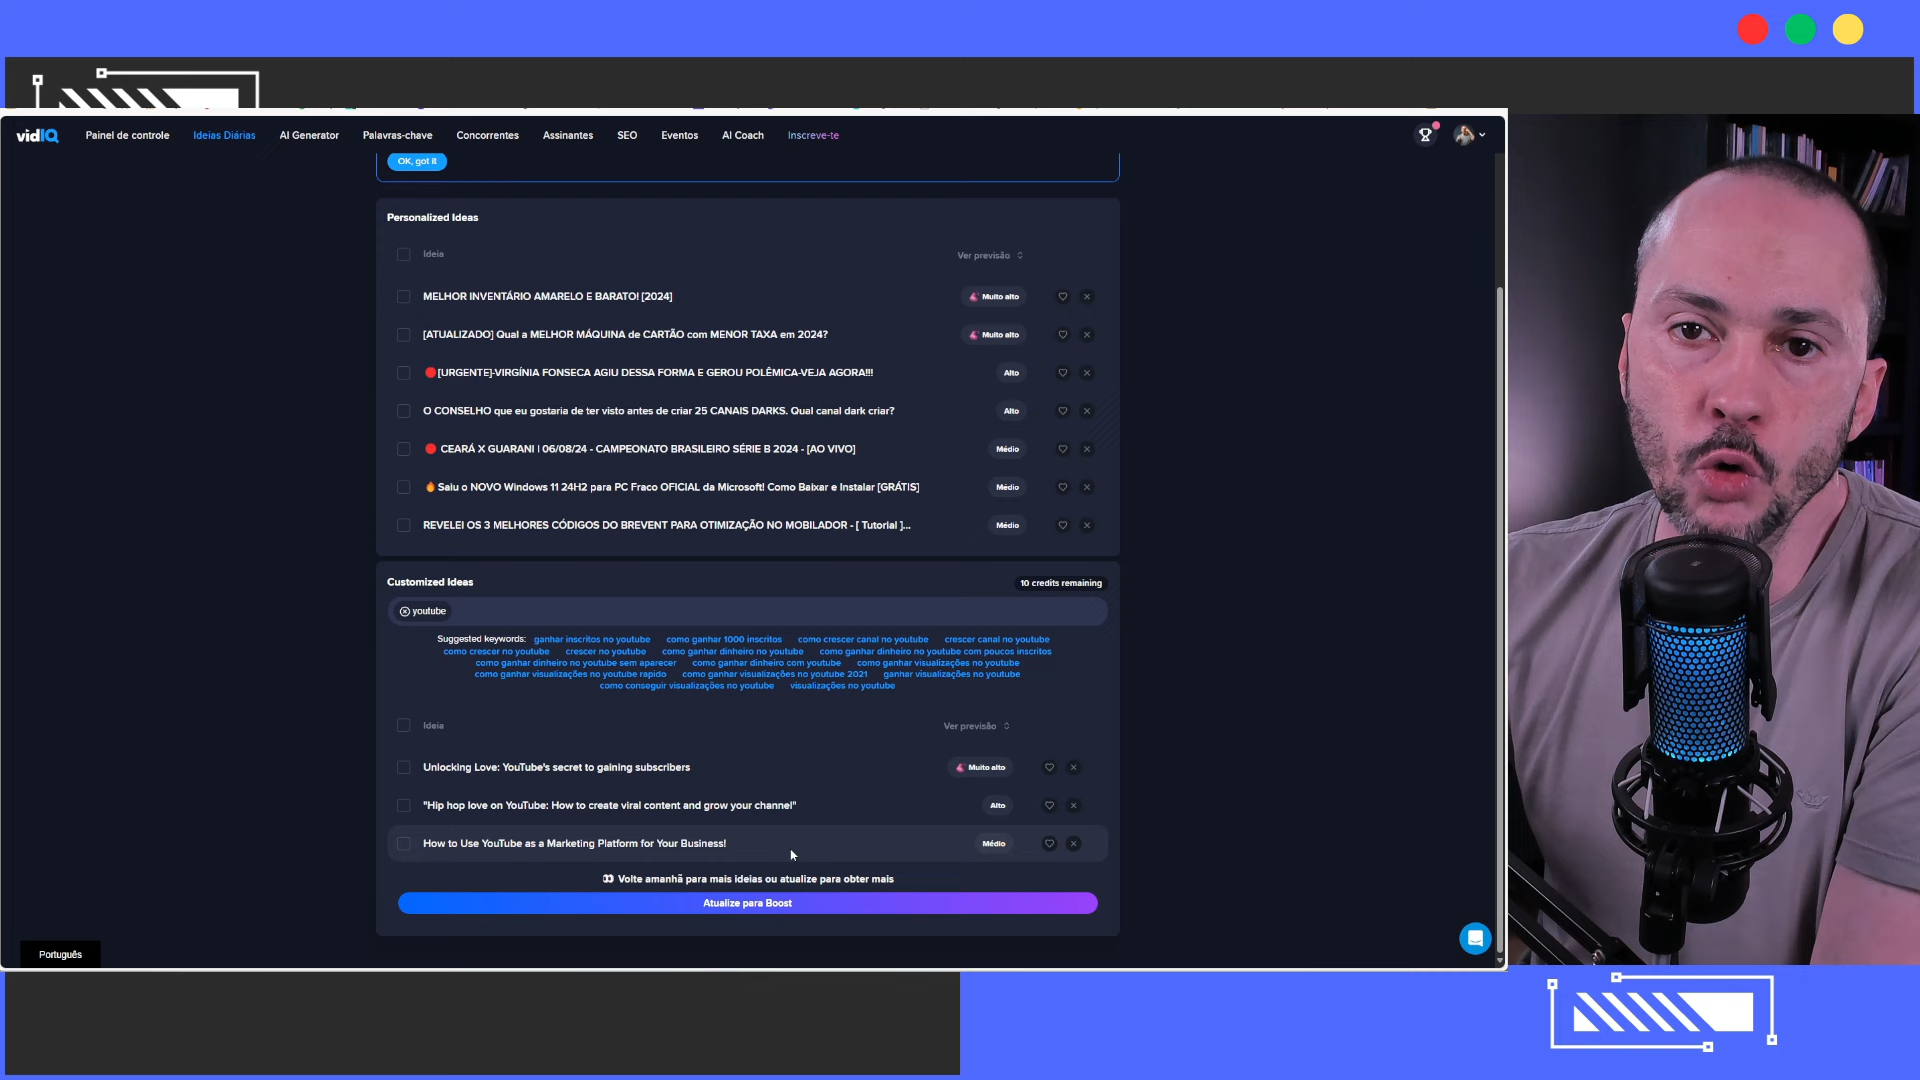 vidIQ Painel de controle Ideias Diárias AI Generator Palavras-chave Concorrentes Assinantes SEO Eventos AI Coach Inscreve-te
OK, got it
Personalized Ideas
Ideia Ver previsão
MELHOR INVENTÁRIO AMARELO E BARATO! [2024] Muito alto
[ATUALIZADO] Qual a MELHOR MÁQUINA de CARTÃO com MENOR TAXA em 2024? Muito alto
🔴[URGENTE]-VIRGÍNIA FONSECA AGIU DESSA FORMA E GEROU POLÊMICA-VEJA AGORA!!! Alto
O CONSELHO que eu gostaria de ter visto antes de criar 25 CANAIS DARKS. Qual canal dark criar? Alto
🔴 CEARÁ X GUARANI | 06/08/24 - CAMPEONATO BRASILEIRO SÉRIE B 2024 - [AO VIVO] Médio
🔥Saiu o NOVO Windows 11 24H2 para PC Fraco OFICIAL da Microsoft! Como Baixar e Instalar [GRÁTIS] Médio
REVELEI OS 3 MELHORES CÓDIGOS DO BREVENT PARA OTIMIZAÇÃO NO MOBILADOR - [ Tutorial ]... Médio
Customized Ideas 10 credits remaining
youtube
Suggested keywords: ganhar inscritos no youtube como ganhar 1000 inscritos como crescer canal no youtube crescer canal no youtube
como crescer no youtube crescer no youtube como ganhar dinheiro no youtube como ganhar dinheiro no youtube com poucos inscritos
como ganhar dinheiro no youtube sem aparecer como ganhar dinheiro com youtube como ganhar visualizações no youtube
como ganhar visualizações no youtube rapido como ganhar visualizações no youtube 2021 ganhar visualizações no youtube
como conseguir visualizações no youtube visualizações no youtube
Ideia Ver previsão
Unlocking Love: YouTube's secret to gaining subscribers Muito alto
"Hip hop love on YouTube: How to create viral content and grow your channel" Alto
How to Use YouTube as a Marketing Platform for Your Business! Médio
👀 Volte amanhã para mais ideias ou atualize para obter mais
Atualize para Boost
Português